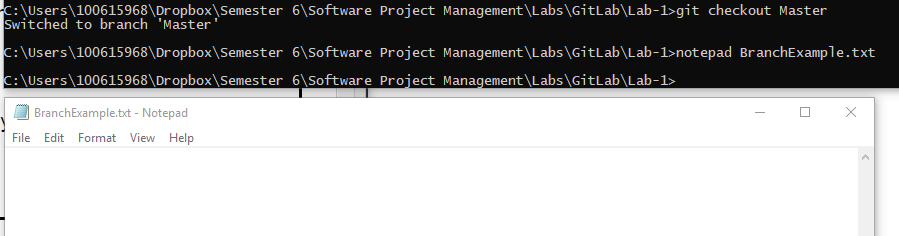 C:\Users\100615968\Dropbox\Semester 6\Software Project Management\Labs\GitLab\Lab-1>git checkout Master
Switched to branch 'Master'
C:\Users\100615968\Dropbox\Semester 6\Software Project Management\Labs\GitLab\Lab-1>notepad BranchExample.txt
C:\Users\100615968\Dropbox\Semester 6\Software Project Management\Labs\GitLab\Lab-1>
BranchExample.txt - Notepad
File Edit Format View Help